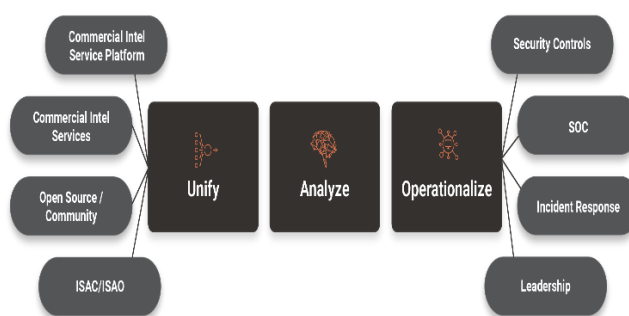 Commercial Intel
Service Platform
Commercial Intel
Services
Open Source /
Community
ISAC/ISAO
Unify
Analyze
Operationalize
Security Controls
SOC
Incident Response
Leadership